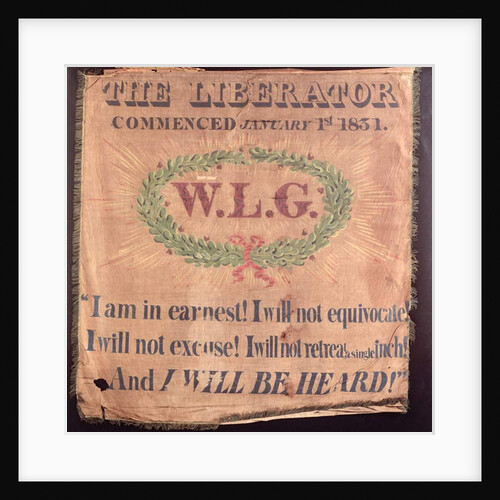 THE LIBERATOR
COMMENCED JANUARY 1st 1831.
W.L.G.
"I am in earnest! I will not equivocate!
I will not excuse! I will not retreat a single inch!
And I WILL BE HEARD!"